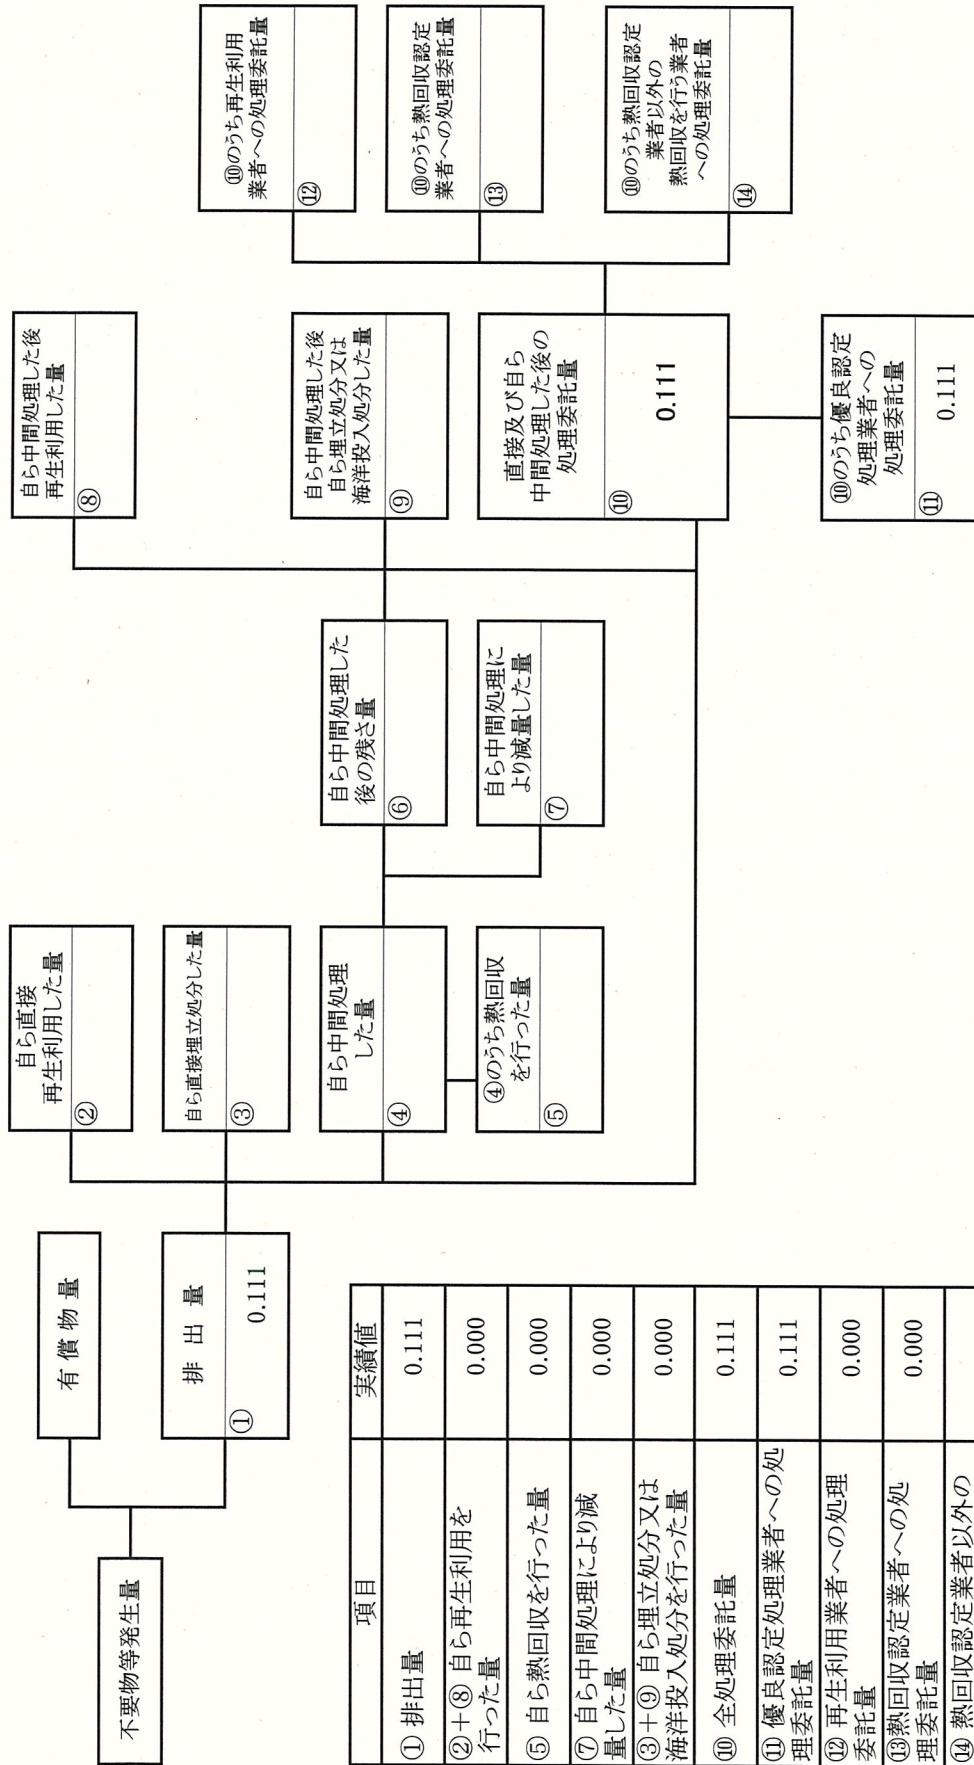 不要物等発生量
有償物量
排出量
①
0.111
自ら直接
再生利用した量
②
自ら直接埋立処分した量
③
自ら中間処理
した量
④
④のうち熱回収
を行った量
⑤
自ら中間処理した
後の残さ量
⑥
自ら中間処理に
より減量した量
⑦
自ら中間処理した後
再生利用した量
⑧
自ら中間処理した後
自ら埋立処分又は
海洋投入処分した量
⑨
直接及び自ら
中間処理した後の
処理委託量
⑩
0.111
⑩のうち優良認定
処理業者への
処理委託量
⑪
0.111
⑩のうち再生利用
業者への処理委託量
⑫
⑩のうち熱回収認定
業者への処理委託量
⑬
⑩のうち熱回収認定
業者以外の
熱回収を行う業者
への処理委託量
⑭
項目 実績値
①排出量 0.111
②+⑧ 自ら再生利用を
行った量 0.000
⑤ 自ら熱回収を行った量 0.000
⑦ 自ら中間処理により減
量した量 0.000
③+⑨ 自ら埋立処分又は
海洋投入処分を行った量 0.000
⑩ 全処理委託量 0.111
⑪ 優良認定処理業者への処
理委託量 0.111
⑫ 再生利用業者への処理
委託量 0.000
⑬熱回収認定業者への処
理委託量 0.000
⑭ 熱回収認定業者以外の